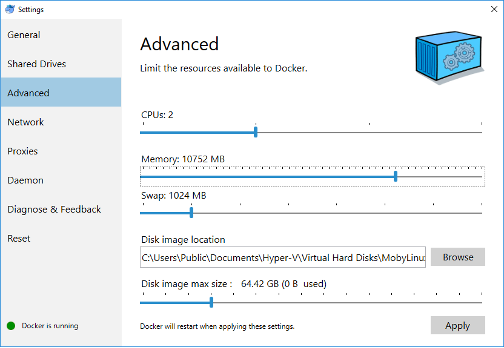 Settings
General
Shared Drives
Advanced
Network
Proxies
Daemon
Diagnose & Feedback
Reset
Docker is running
Advanced
Limit the resources available to Docker.
CPUs: 2
Memory: 10752 MB
Swap: 1024 MB
Disk image location
C:\Users\Public\Documents\Hyper-V\Virtual Hard Disks\MobyLinux
Browse
Disk image max size : 64.42 GB (0 B used)
Docker will restart when applying these settings.
Apply